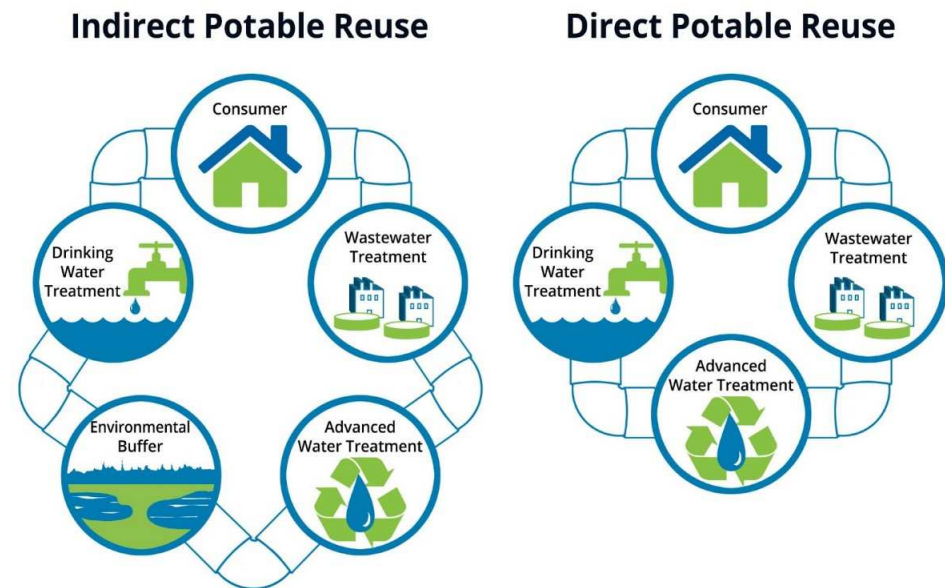 Indirect Potable Reuse
Consumer
Drinking
Water
Treatment
Wastewater
Treatment
Environmental
Buffer
Advanced
Water Treatment
Direct Potable Reuse
Consumer
Drinking
Water
Treatment
Wastewater
Treatment
Advanced
Water Treatment